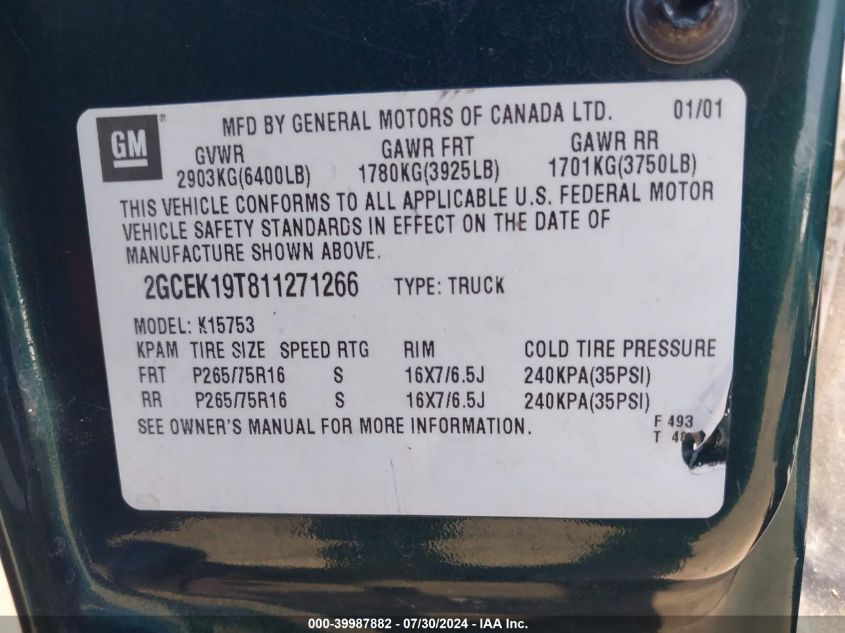 GM®
MFD BY GENERAL MOTORS OF CANADA LTD. 01/01
GVWR GAWR FRT GAWR RR
2903KG(6400LB) 1780KG(3925LB) 1701KG(3750LB)
THIS VEHICLE CONFORMS TO ALL APPLICABLE U.S. FEDERAL MOTOR
VEHICLE SAFETY STANDARDS IN EFFECT ON THE DATE OF
MANUFACTURE SHOWN ABOVE.
2GCEK19T811271266 TYPE: TRUCK
MODEL: K15753
KPAM TIRE SIZE SPEED RTG RIM COLD TIRE PRESSURE
FRT P265/75R16 S 16X7/6.5J 240KPA(35PSI)
RR P265/75R16 S 16X7/6.5J 240KPA(35PSI)
SEE OWNER'S MANUAL FOR MORE INFORMATION.
F 493
T
000-39987882 / 07/30/2024 - IAA Inc.